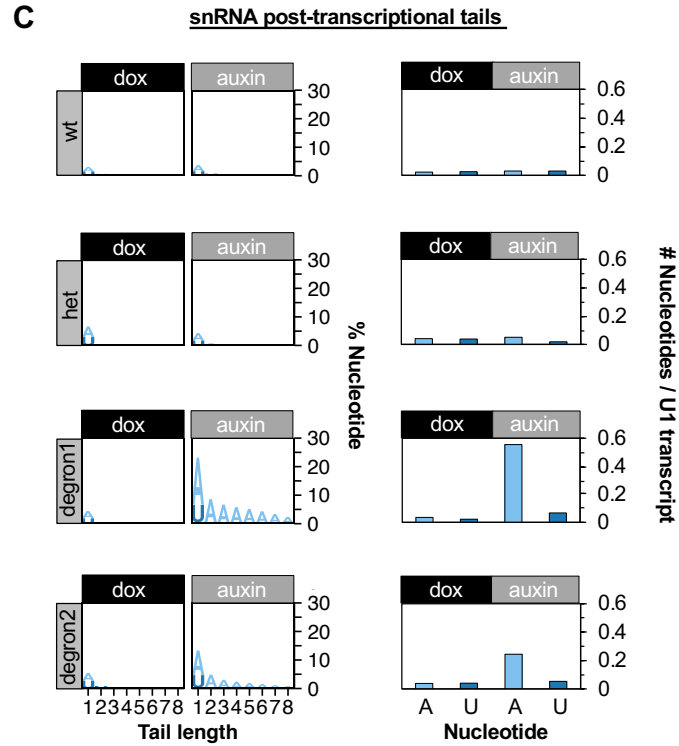 C
snRNA post-transcriptional tails
dox auxin
wt
30
20
10
0
dox auxin
0.6
0.4
0.2
0
dox auxin
het
30
20
10
0
dox auxin
0.6
0.4
0.2
0
dox auxin
degron1
30
20
10
0
dox auxin
0.6
0.4
0.2
0
dox auxin
degron2
30
20
10
0
dox auxin
0.6
0.4
0.2
0
% Nucleotide
# Nucleotides / U1 transcript
12345678 12345678
Tail length
A U A U
Nucleotide